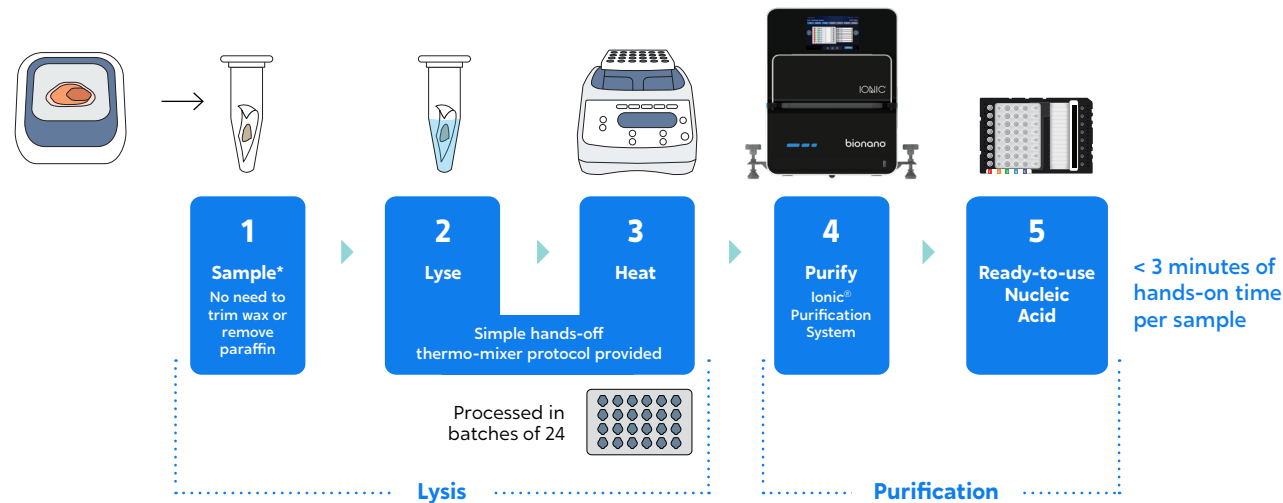 IONIC®
bionano
1
Sample*
No need to
trim wax or
remove
paraffin
2
Lyse
3
Heat
Simple hands-off
thermo-mixer protocol provided
4
Purify
Ionic®
Purification
System
5
Ready-to-use
Nucleic
Acid
< 3 minutes of
hands-on time
per sample
Processed in
batches of 24
Lysis
Purification